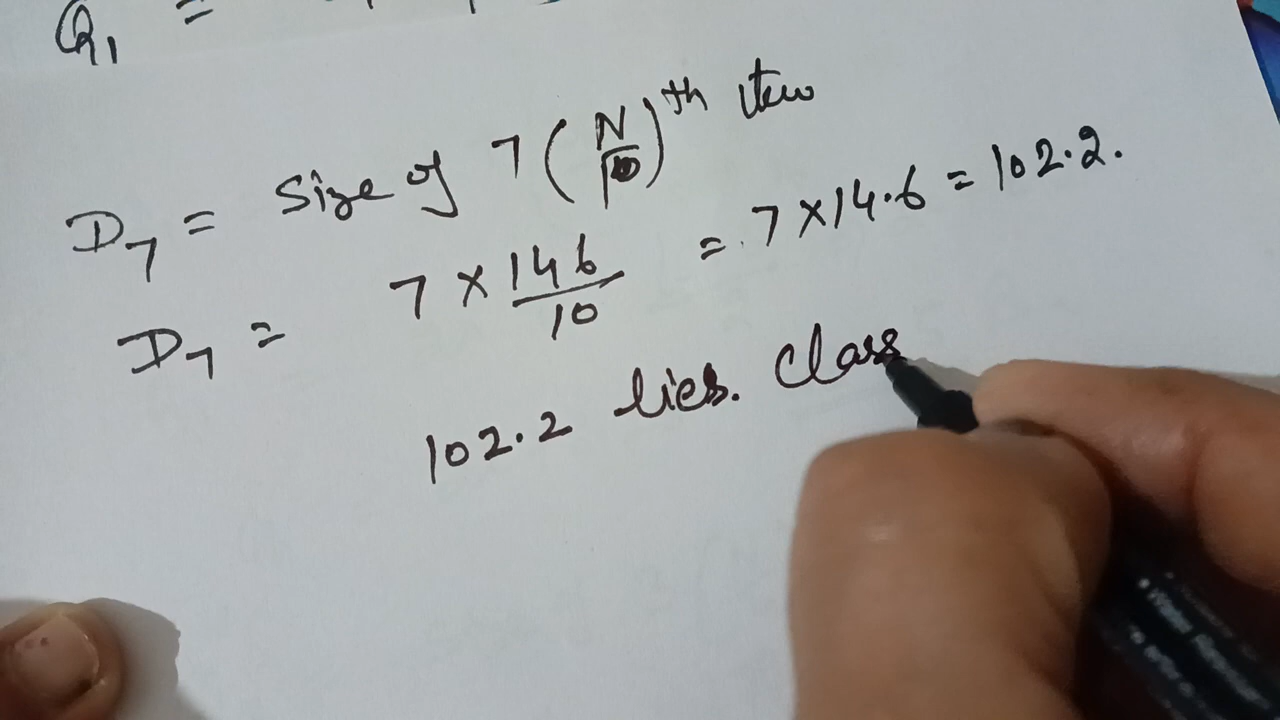 Q1 =
D7 = Size of 7 (N/10)th item
D7 = 7 × 146/10 = 7 × 14.6 = 102.2.
102.2 lies. Class